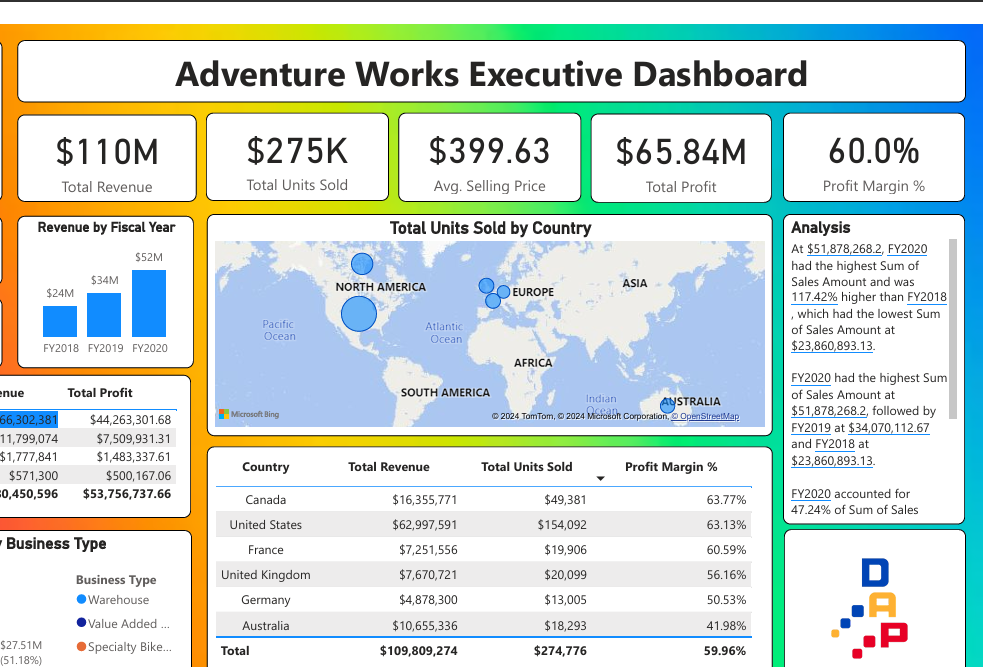 Adventure Works Executive Dashboard
$110M
Total Revenue
$275K
Total Units Sold
$399.63
Avg. Selling Price
$65.84M
Total Profit
60.0%
Profit Margin %
Revenue by Fiscal Year
$52M
$34M
$24M
FY2018 FY2019 FY2020
Total Units Sold by Country
NORTH AMERICA
EUROPE
ASIA
Pacific
Ocean
Atlantic
Ocean
AFRICA
SOUTH AMERICA
Indian
Ocean
AUSTRALIA
Microsoft Bing
© 2024 TomTom, © 2024 Microsoft Corporation, © OpenStreetMap
Analysis
At $51,878,268.2, FY2020
had the highest Sum of
Sales Amount and was
117.42% higher than FY2018
, which had the lowest Sum
of Sales Amount at
$23,860,893.13.
FY2020 had the highest Sum
of Sales Amount at
$51,878,268.2, followed by
FY2019 at $34,070,112.67
and FY2018 at
$23,860,893.13.
FY2020 accounted for
47.24% of Sum of Sales
enue Total Profit
66,302,381 $44,263,301.68
11,799,074 $7,509,931.31
$1,777,841 $1,483,337.61
$571,300 $500,167.06
80,450,596 $53,756,737.66
y Business Type
Business Type
Warehouse
Value Added ...
Specialty Bike...
$27.51M
(51.18%)
Country Total Revenue Total Units Sold Profit Margin %
Canada $16,355,771 $49,381 63.77%
United States $62,997,591 $154,092 63.13%
France $7,251,556 $19,906 60.59%
United Kingdom $7,670,721 $20,099 56.16%
Germany $4,878,300 $13,005 50.53%
Australia $10,655,336 $18,293 41.98%
Total $109,809,274 $274,776 59.96%
D
A
P